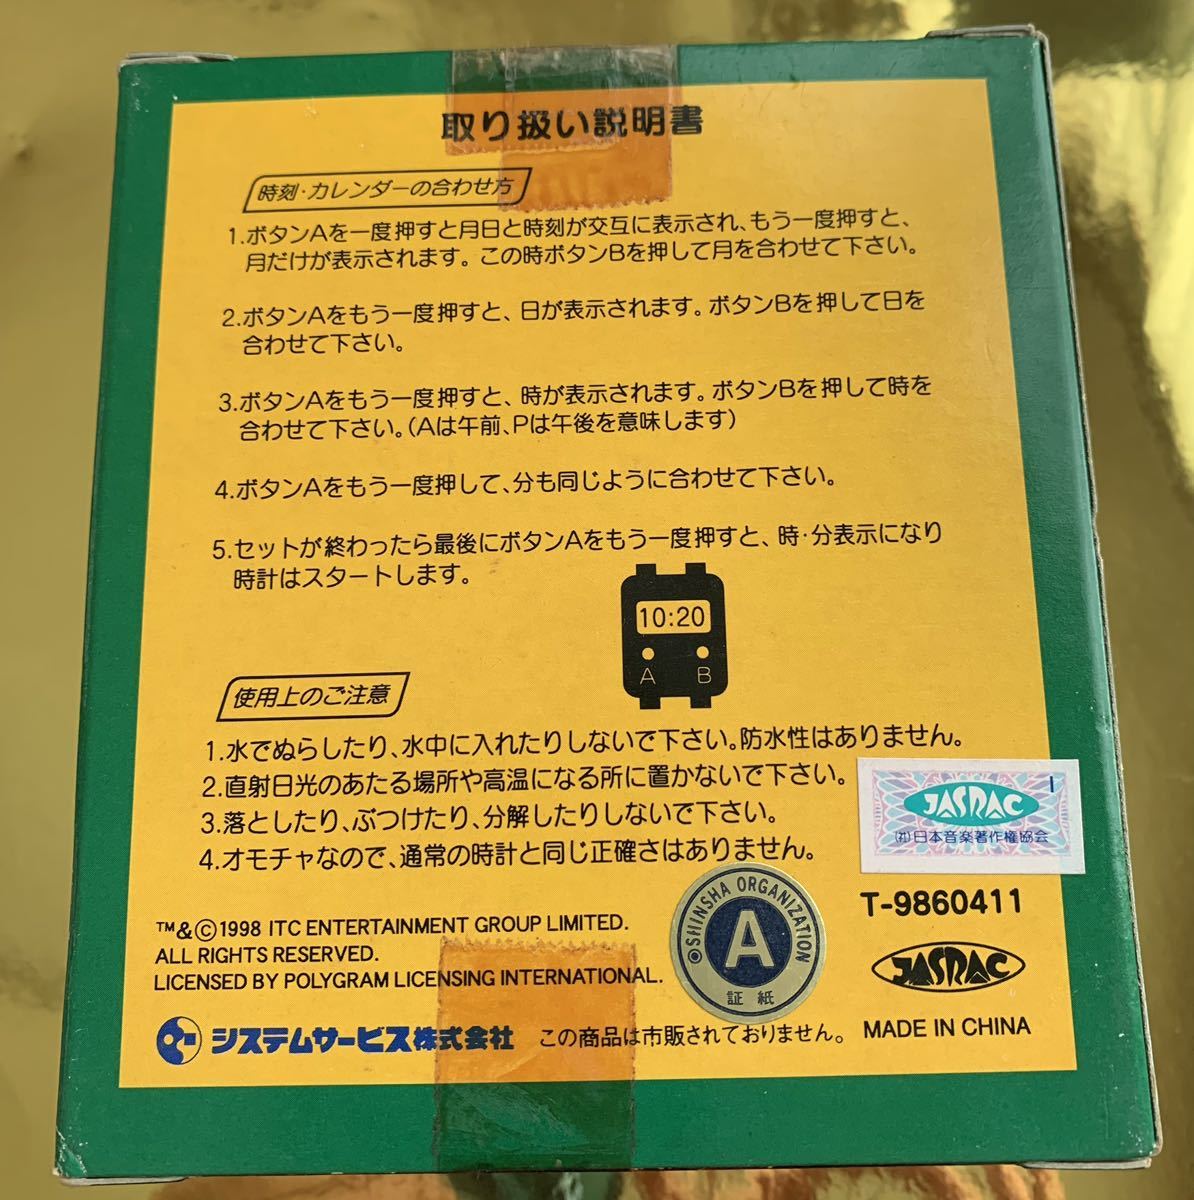 取り扱い説明書
時刻・カレンダーの合わせ方
1.ボタンAを一度押すと月日と時刻が交互に表示され、もう一度押すと、
月だけが表示されます。この時ボタンBを押して月を合わせて下さい。
2.ボタンAをもう一度押すと、日が表示されます。ボタンBを押して日を
合わせて下さい。
3.ボタンAをもう一度押すと、時が表示されます。ボタンBを押して時を
合わせて下さい。(Aは午前、Pは午後を意味します)
4.ボタンAをもう一度押して、分も同じように合わせて下さい。
5.セットが終わったら最後にボタンAをもう一度押すと、時・分表示になり
時計はスタートします。
10:20
A B
使用上のご注意
1.水でぬらしたり、水中に入れたりしないで下さい。防水性はありません。
2.直射日光のあたる場所や高温になる所に置かないで下さい。
3.落としたり、ぶつけたり、分解したりしないで下さい。
4.オモチャなので、通常の時計と同じ正確さはありません。
I
JASRAC
(社)日本音楽著作権協会
T-9860411
JASRAC
MADE IN CHINA
TM&©1998 ITC ENTERTAINMENT GROUP LIMITED.
ALL RIGHTS RESERVED.
LICENSED BY POLYGRAM LICENSING INTERNATIONAL.
◎SHINSHA ORGANIZATION
A
証紙
システムサービス株式会社 この商品は市販されておりません。